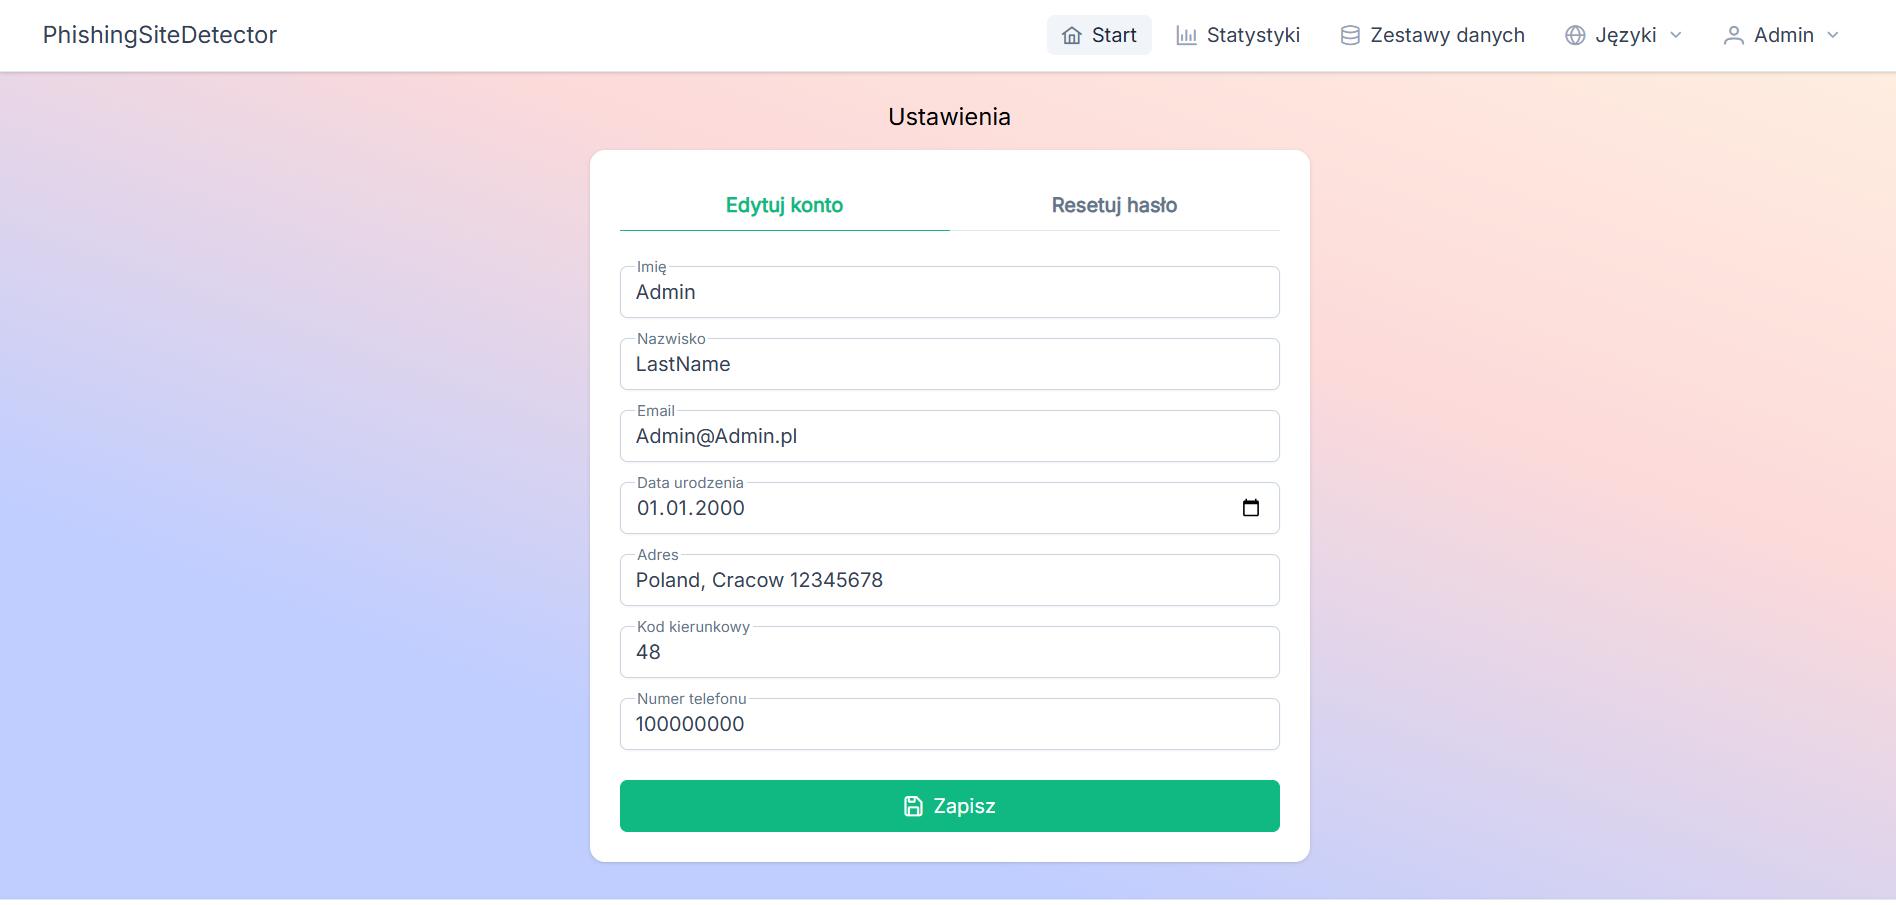 PhishingSiteDetector
Start
Statystyki
Zestawy danych
Języki
Admin
Ustawienia
Edytuj konto
Resetuj hasło
Imię
Admin
Nazwisko
LastName
Email
Admin@Admin.pl
Data urodzenia
01.01.2000
Adres
Poland, Cracow 12345678
Kod kierunkowy
48
Numer telefonu
100000000
Zapisz